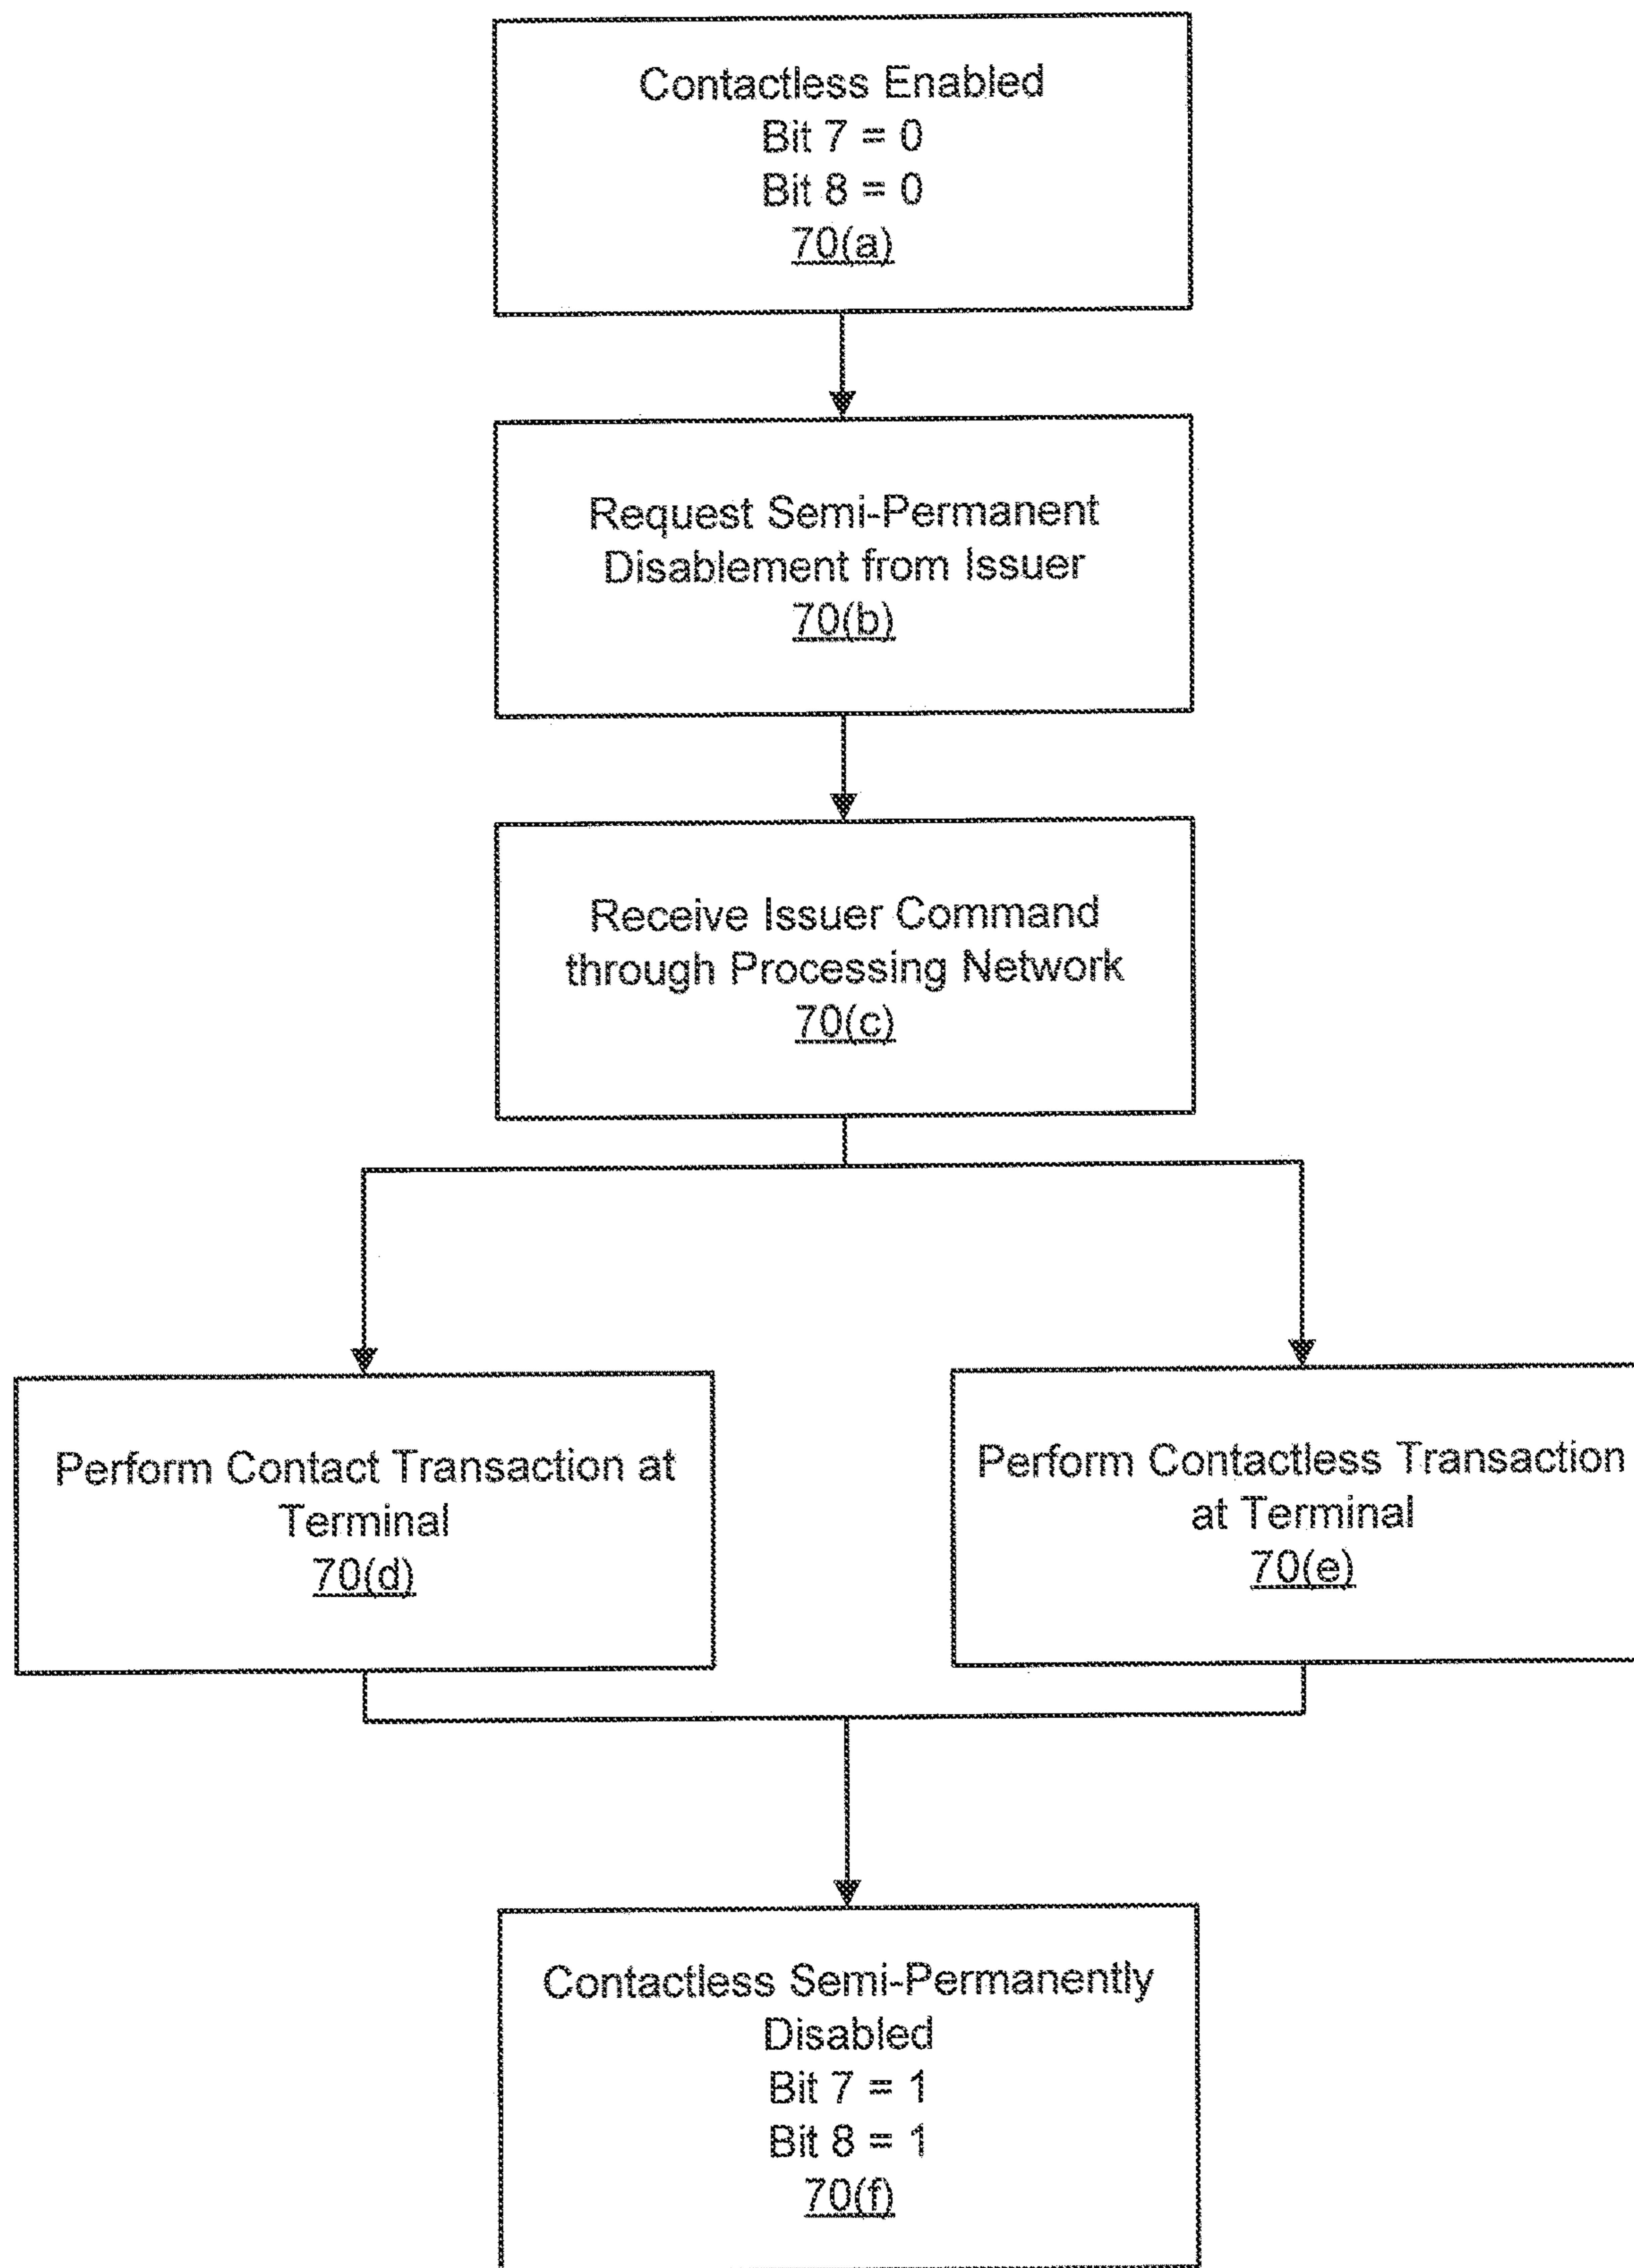 Contactless Enabled
Bit 7 = 0
Bit 8 = 0
70(a)
Request Semi-Permanent
Disablement from Issuer
70(b)
Receive Issuer Command
through Processing Network
70(c)
Perform Contact Transaction at
Terminal
70(d)
Perform Contactless Transaction
at Terminal
70(e)
Contactless Semi-Permanently
Disabled
Bit 7 = 1
Bit 8 = 1
70(f)